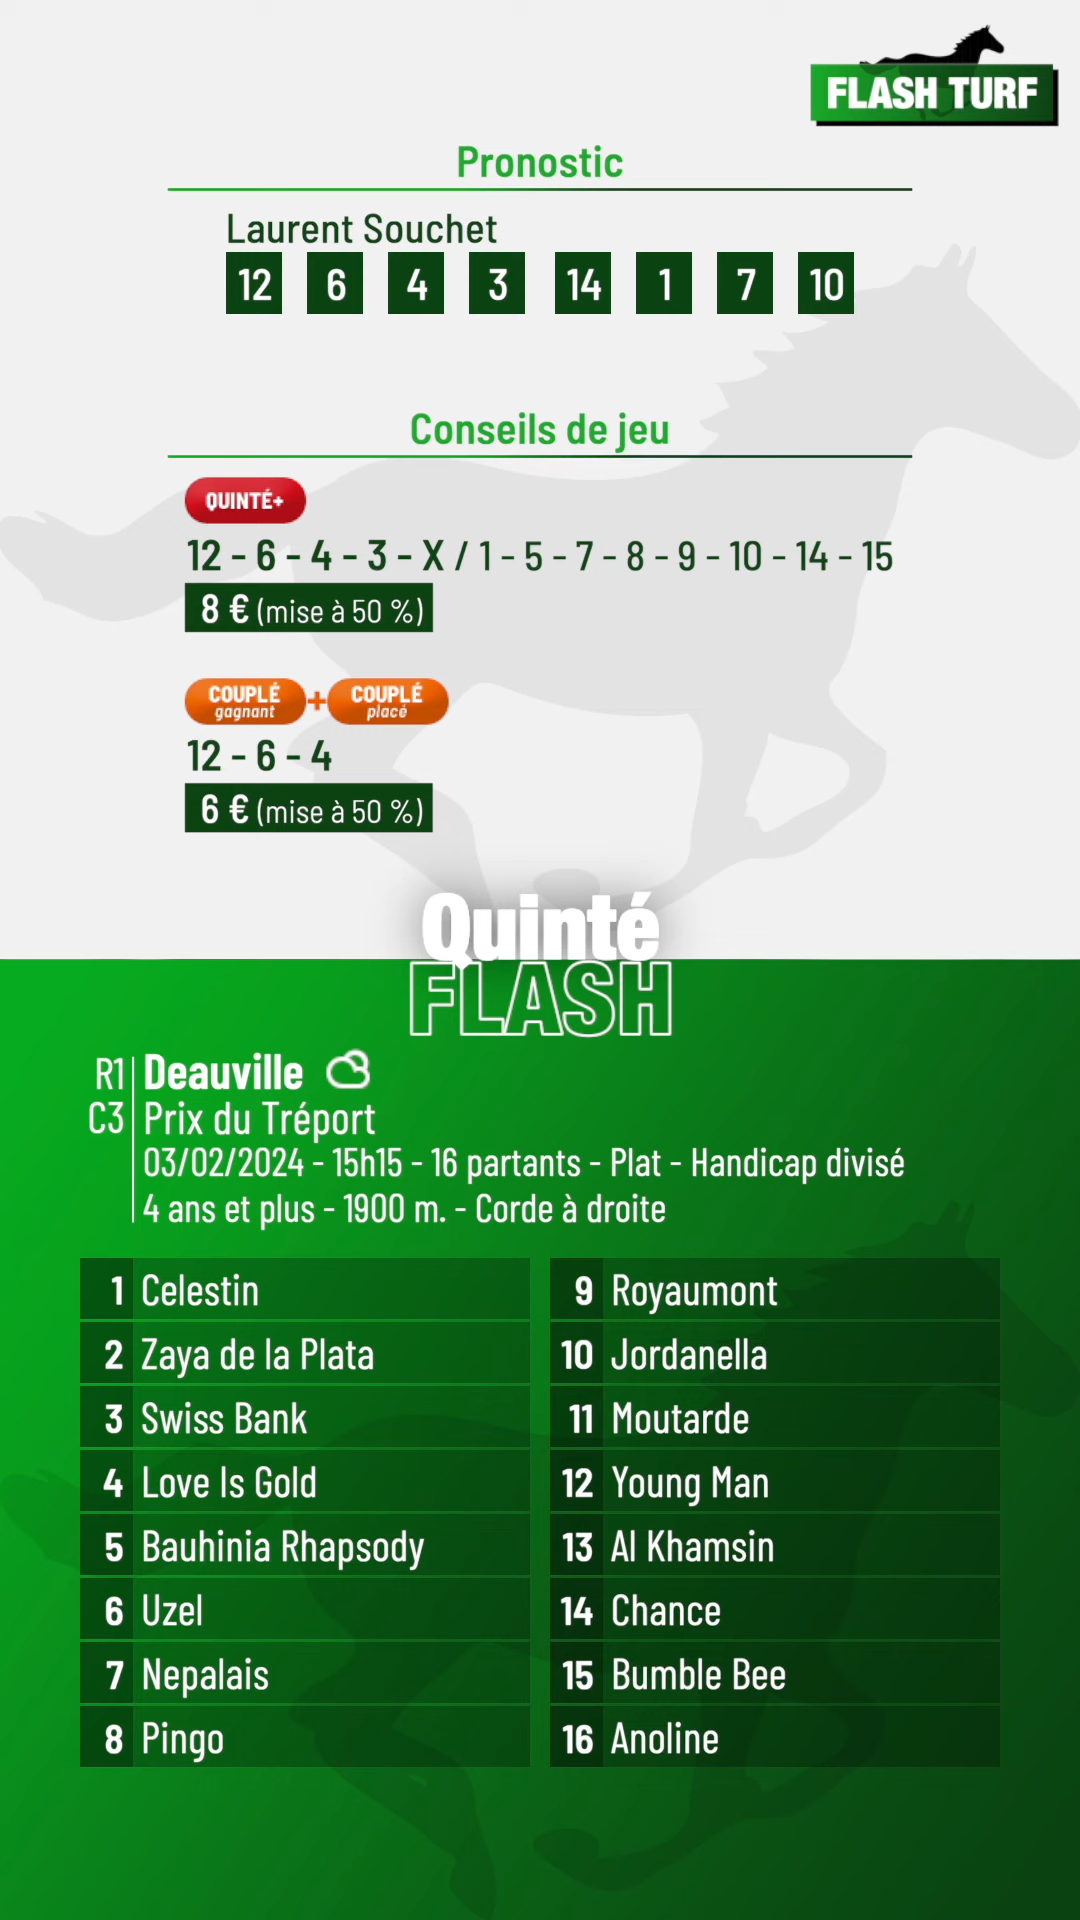 FLASH TURF
Pronostic
Laurent Souchet
12 6 4 3 14 1 7 10
Conseils de jeu
QUINTÉ+
12 - 6 - 4 - 3 - X / 1 - 5 - 7 - 8 - 9 - 10 - 14 - 15
8 € (mise à 50 %)
COUPLÉ gagnant + COUPLÉ placé
12 - 6 - 4
6 € (mise à 50 %)
Quinté
FLASH
R1 Deauville
C3 Prix du Tréport
03/02/2024 - 15h15 - 16 partants - Plat - Handicap divisé
4 ans et plus - 1900 m. - Corde à droite
1 Celestin
2 Zaya de la Plata
3 Swiss Bank
4 Love Is Gold
5 Bauhinia Rhapsody
6 Uzel
7 Nepalais
8 Pingo
9 Royaumont
10 Jordanella
11 Moutarde
12 Young Man
13 Al Khamsin
14 Chance
15 Bumble Bee
16 Anoline